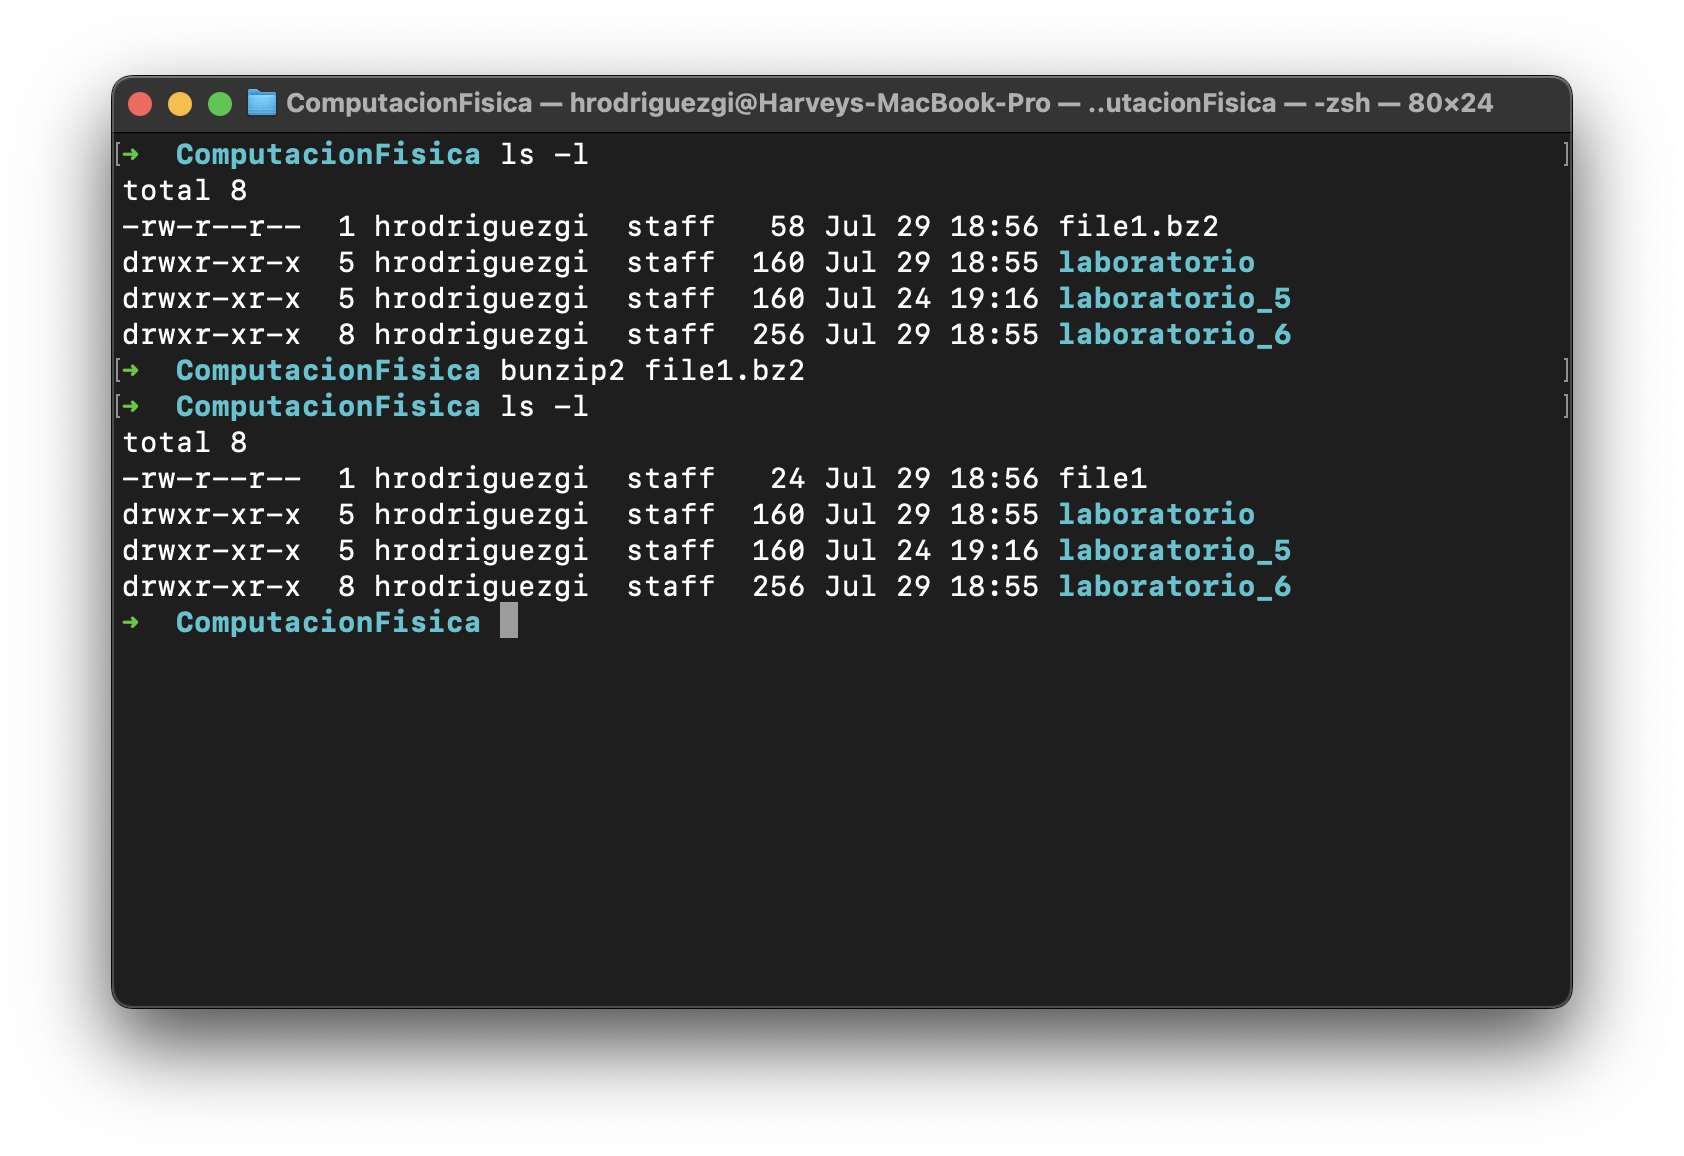 ComputacionFisica — hrodriguezgi@Harveys-MacBook-Pro — ..utacionFisica — -zsh — 80×24
[➜  ComputacionFisica ls -l ]
total 8
-rw-r--r--  1 hrodriguezgi  staff   58 Jul 29 18:56 file1.bz2
drwxr-xr-x  5 hrodriguezgi  staff  160 Jul 29 18:55 laboratorio
drwxr-xr-x  5 hrodriguezgi  staff  160 Jul 24 19:16 laboratorio_5
drwxr-xr-x  8 hrodriguezgi  staff  256 Jul 29 18:55 laboratorio_6
[➜  ComputacionFisica bunzip2 file1.bz2 ]
[➜  ComputacionFisica ls -l ]
total 8
-rw-r--r--  1 hrodriguezgi  staff   24 Jul 29 18:56 file1
drwxr-xr-x  5 hrodriguezgi  staff  160 Jul 29 18:55 laboratorio
drwxr-xr-x  5 hrodriguezgi  staff  160 Jul 24 19:16 laboratorio_5
drwxr-xr-x  8 hrodriguezgi  staff  256 Jul 29 18:55 laboratorio_6
➜  ComputacionFisica